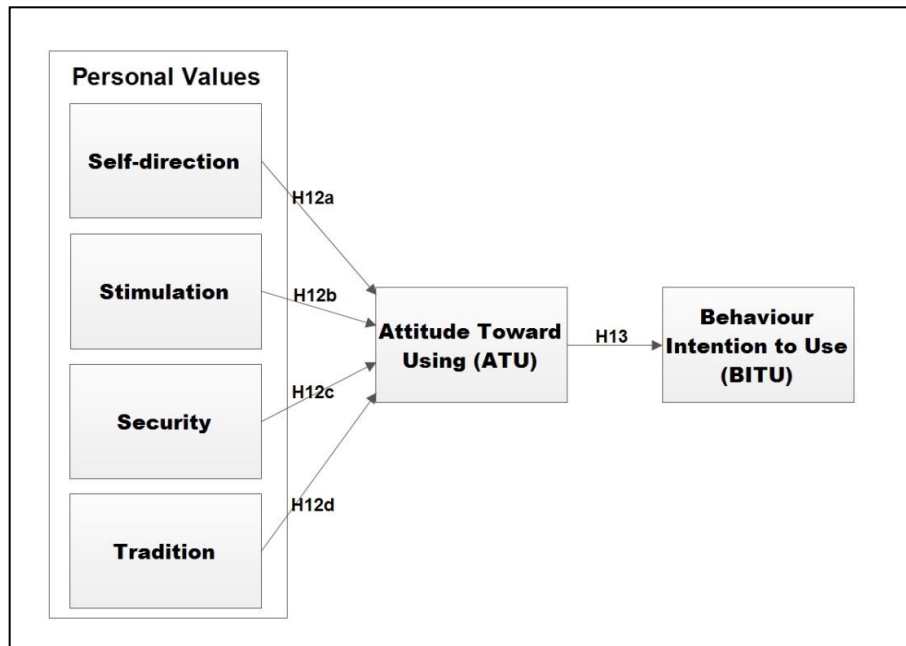 Personal Values
Self-direction
H12a
Stimulation
H12b
Attitude Toward
Using (ATU)
H13
Behaviour
Intention to Use
(BITU)
Security
H12c
Tradition
H12d